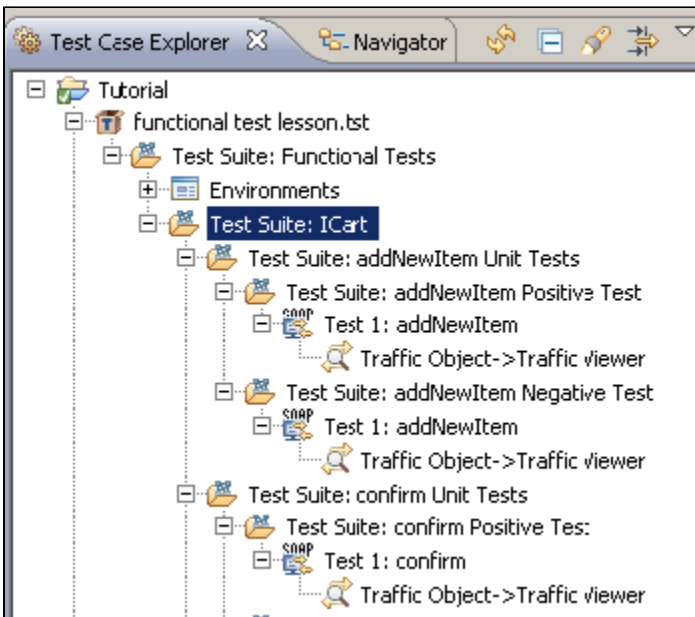 Test Case Explorer Navigator
Tutorial
functional test lesson.tst
Test Suite: Functional Tests
Environments
Test Suite: ICart
Test Suite: addNewItem Unit Tests
Test Suite: addNewItem Positive Test
SOAP Test 1: addNewItem
Traffic Object->Traffic Viewer
Test Suite: addNewItem Negative Test
SOAP Test 1: addNewItem
Traffic Object->Traffic Viewer
Test Suite: confirm Unit Tests
Test Suite: confirm Positive Test
SOAP Test 1: confirm
Traffic Object->Traffic Viewer